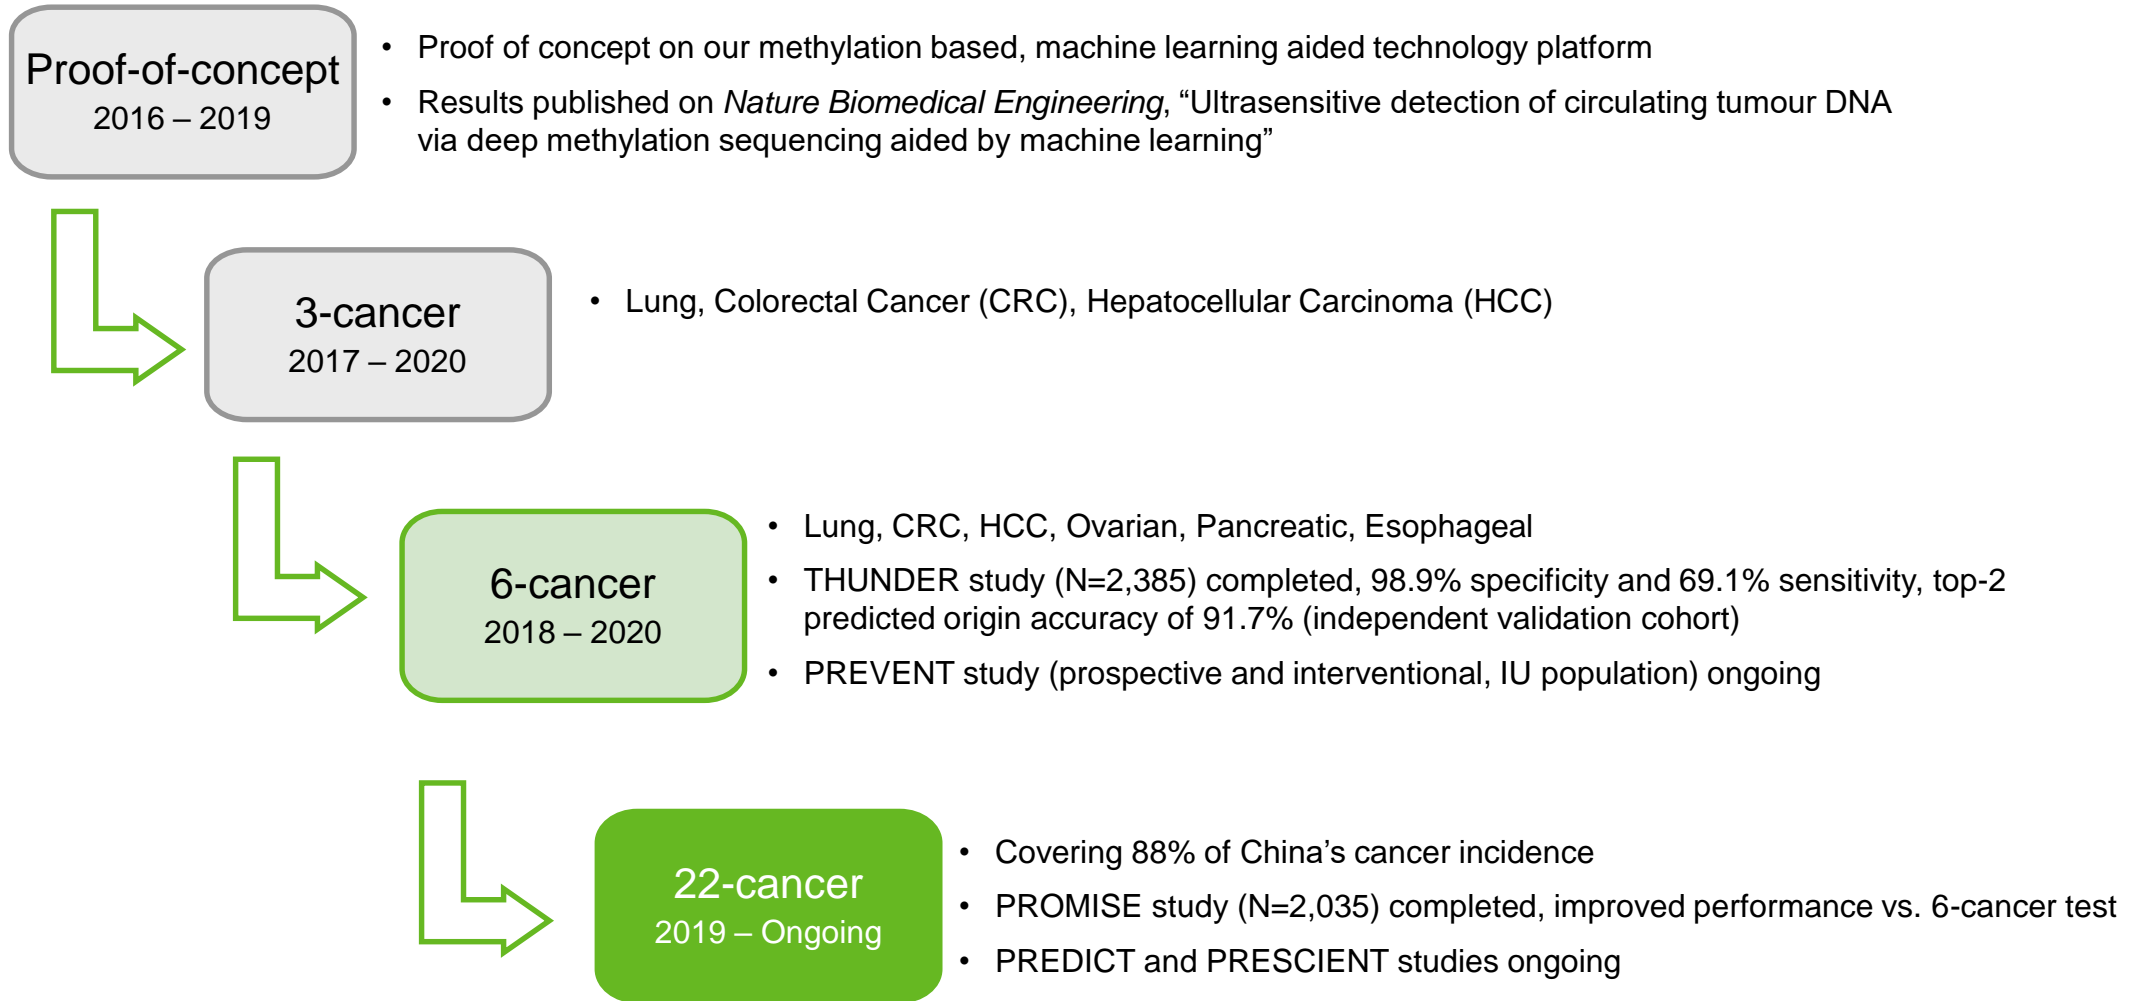 Proof-of-concept
2016 – 2019
• Proof of concept on our methylation based, machine learning aided technology platform
• Results published on Nature Biomedical Engineering, “Ultrasensitive detection of circulating tumour DNA
via deep methylation sequencing aided by machine learning”
3-cancer
2017 – 2020
• Lung, Colorectal Cancer (CRC), Hepatocellular Carcinoma (HCC)
6-cancer
2018 – 2020
• Lung, CRC, HCC, Ovarian, Pancreatic, Esophageal
• THUNDER study (N=2,385) completed, 98.9% specificity and 69.1% sensitivity, top-2
predicted origin accuracy of 91.7% (independent validation cohort)
• PREVENT study (prospective and interventional, IU population) ongoing
22-cancer
2019 – Ongoing
• Covering 88% of China’s cancer incidence
• PROMISE study (N=2,035) completed, improved performance vs. 6-cancer test
• PREDICT and PRESCIENT studies ongoing